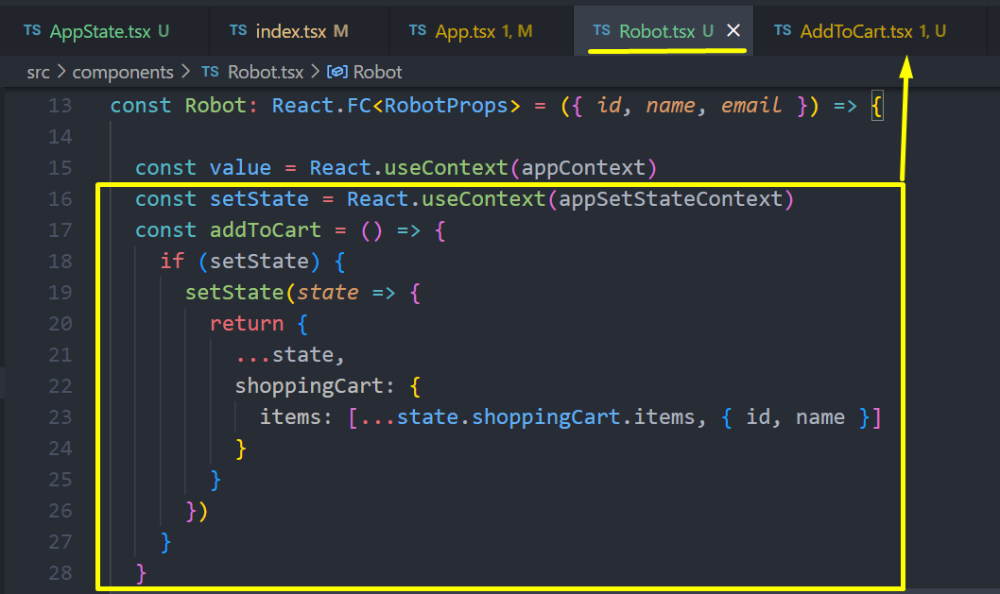 TS AppState.tsx U TS index.tsx M TS App.tsx 1, M TS Robot.tsx U TS AddToCart.tsx 1, U
src > components > TS Robot.tsx > Robot
13 const Robot: React.FC<RobotProps> = ({ id, name, email }) => {
14
15 const value = React.useContext(appContext)
16 const setState = React.useContext(appSetStateContext)
17 const addToCart = () => {
18 if (setState) {
19 setState(state => {
20 return {
21 ...state,
22 shoppingCart: {
23 items: [...state.shoppingCart.items, { id, name }]
24 }
25 }
26 })
27 }
28 }